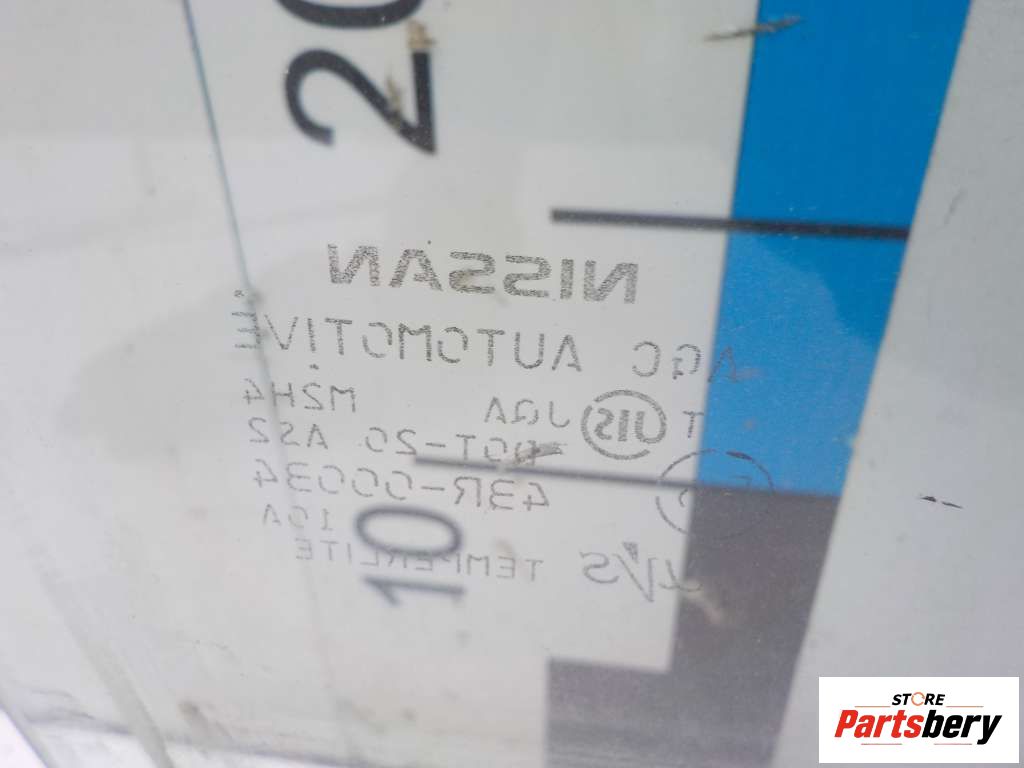 20
NISSAN
AGC AUTOMOTIVE
T JIS JQA M2H4
DOT-20 AS2
43R-00034
10
TEMPERLITE
STORE
Partsbery